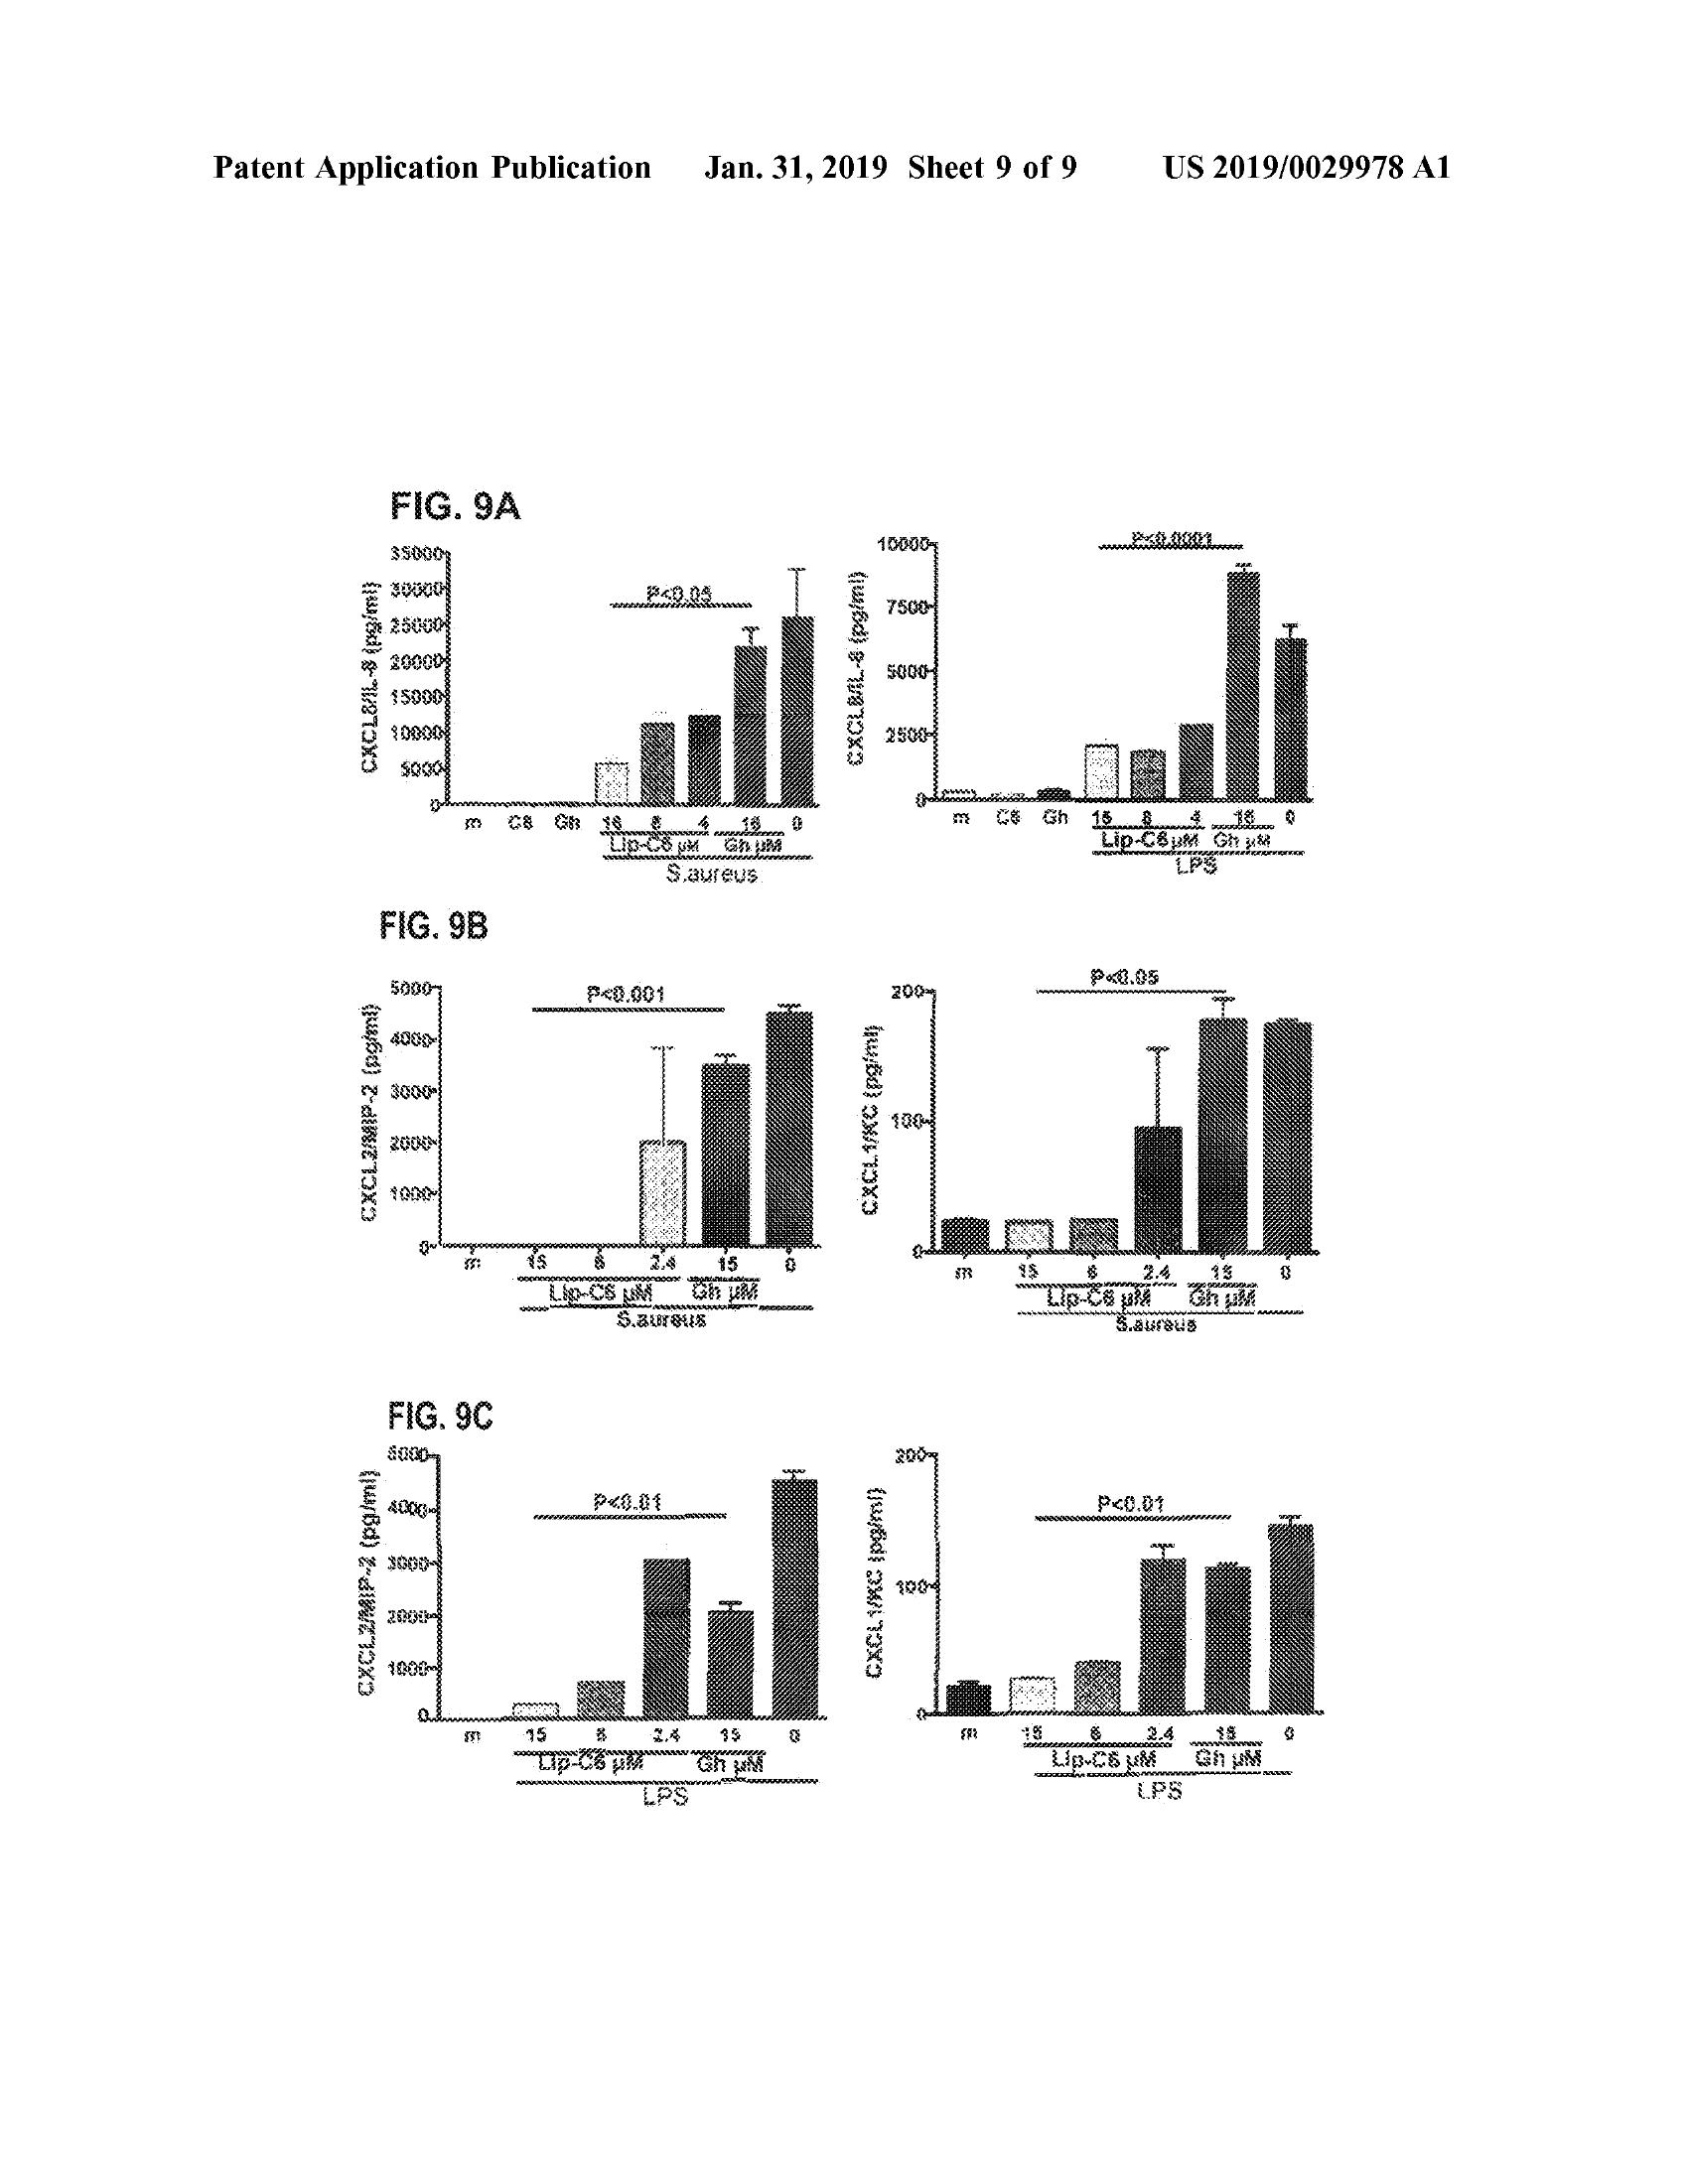 Patent Application Publication Jan. 31, 2019 Sheet 9 of 9 US 2019/0029978 A1
FIG. 9A
CXCL8/IL-8 (pg/ml)
35000
30000
25000
20000
15000
10000
5000
0
P<0.05
m C6 Gh 4 0
Lip-C6 μM Gh μM
S.aureus
CXCL8/IL-8 (pg/ml)
10000
7500
5000
2500
0
P<0.0001
m C6 Gh 15 8 4 15 0
Lip-C6 μM Gh μM
LPS
FIG. 9B
CXCL2/MIP-2 (pg/ml)
5000
4000
3000
2000
1000
0
P<0.001
m 15 6 2.4 15 0
Lip-C6 μM Gh μM
S.aureus
CXCL1/KC (pg/ml)
200
100
0
P<0.05
m 15 6 2.4 15 0
Lip-C6 μM Gh μM
S.aureus
FIG. 9C
CXCL2/MIP-2 (pg/ml)
5000
4000
3000
2000
1000
0
P<0.01
m 15 6 2.4 15 0
Lip-C6 μM Gh μM
LPS
CXCL1/KC (pg/ml)
200
100
0
P<0.01
m 15 6 2.4 15 0
Lip-C6 μM Gh μM
LPS